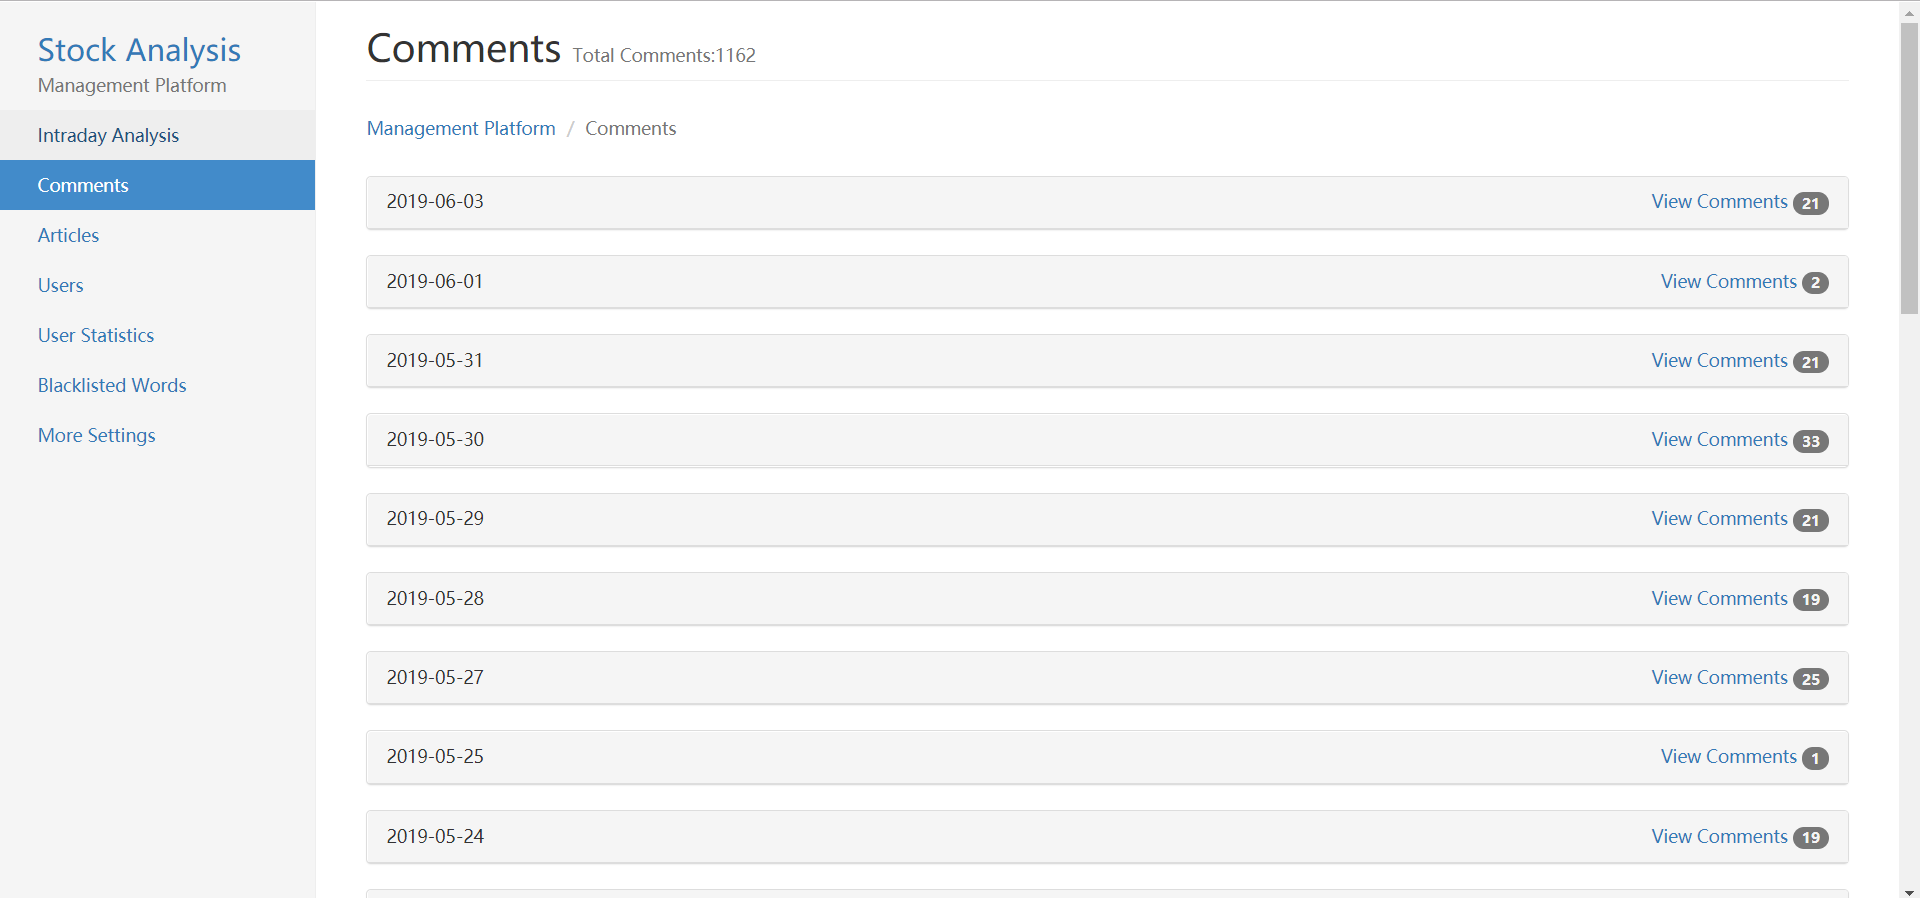 Stock Analysis
Management Platform
Intraday Analysis
Comments
Articles
Users
User Statistics
Blacklisted Words
More Settings
Comments Total Comments:1162
Management Platform / Comments
2019-06-03 View Comments 21
2019-06-01 View Comments 2
2019-05-31 View Comments 21
2019-05-30 View Comments 33
2019-05-29 View Comments 21
2019-05-28 View Comments 19
2019-05-27 View Comments 25
2019-05-25 View Comments 1
2019-05-24 View Comments 19